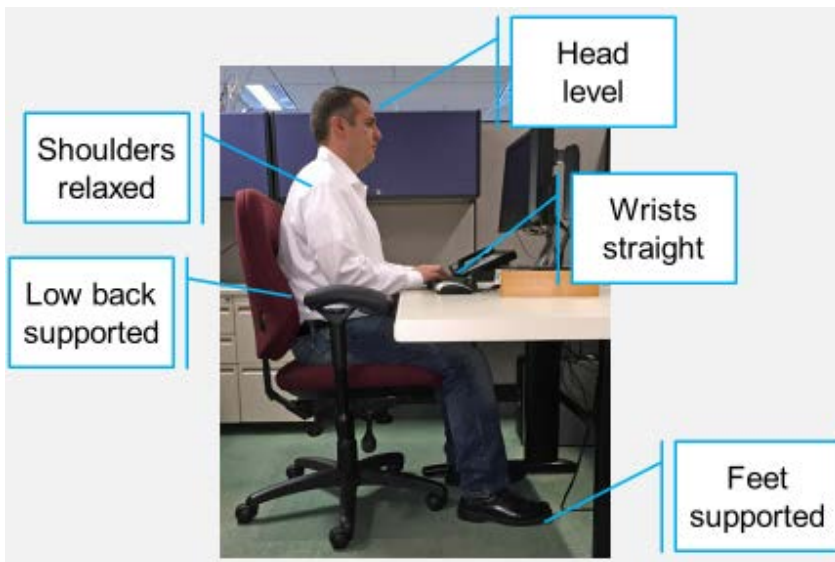 Head
level
Shoulders
relaxed
Wrists
straight
Low back
supported
Feet
supported